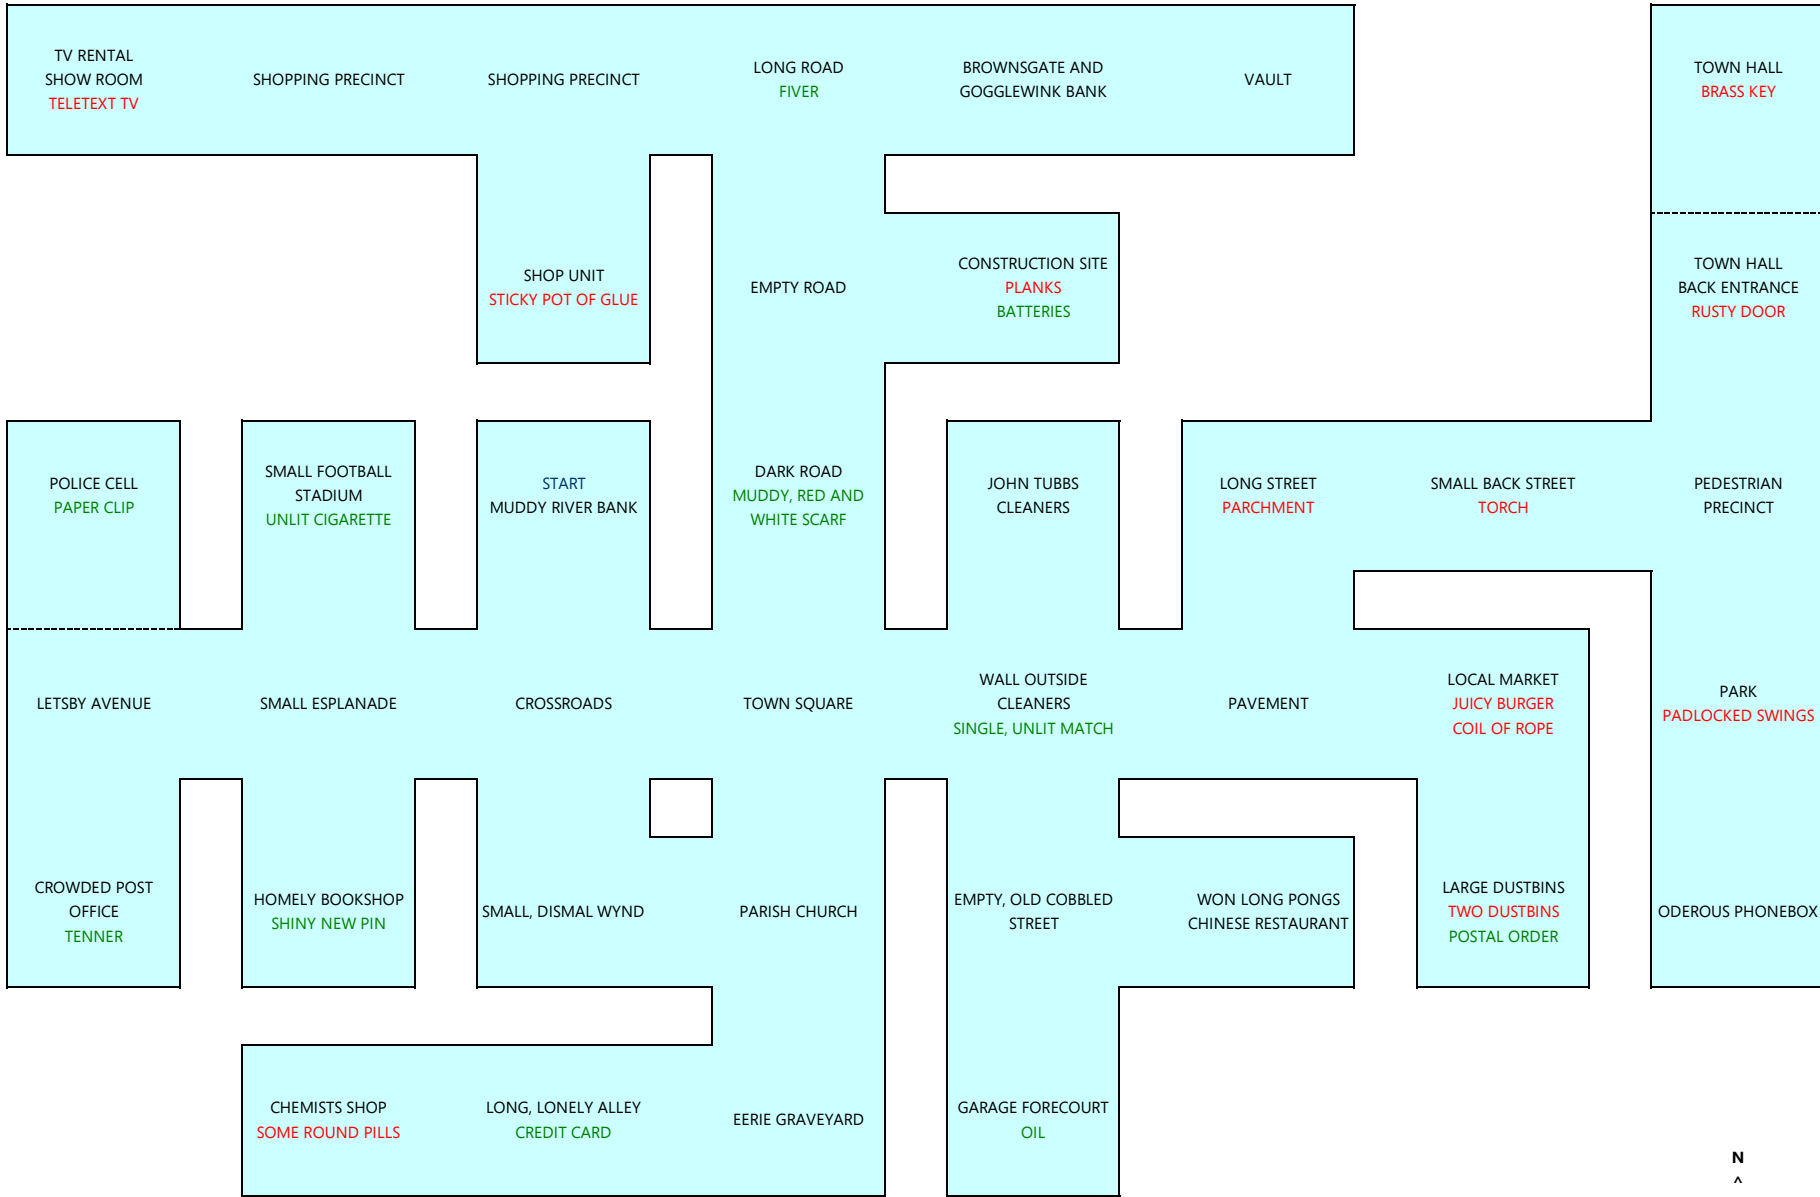 TV RENTAL
SHOW ROOM
TELETEXT TV
SHOPPING PRECINCT
SHOPPING PRECINCT
LONG ROAD
FIVER
BROWNSGATE AND
GOGGLEWINK BANK
VAULT
TOWN HALL
BRASS KEY
SHOP UNIT
STICKY POT OF GLUE
EMPTY ROAD
CONSTRUCTION SITE
PLANKS
BATTERIES
TOWN HALL
BACK ENTRANCE
RUSTY DOOR
POLICE CELL
PAPER CLIP
SMALL FOOTBALL
STADIUM
UNLIT CIGARETTE
START
MUDDY RIVER BANK
DARK ROAD
MUDDY, RED AND
WHITE SCARF
JOHN TUBBS
CLEANERS
LONG STREET
PARCHMENT
SMALL BACK STREET
TORCH
PEDESTRIAN
PRECINCT
LETSBY AVENUE
SMALL ESPLANADE
CROSSROADS
TOWN SQUARE
WALL OUTSIDE
CLEANERS
SINGLE, UNLIT MATCH
PAVEMENT
LOCAL MARKET
JUICY BURGER
COIL OF ROPE
PARK
PADLOCKED SWINGS
CROWDED POST
OFFICE
TENNER
HOMELY BOOKSHOP
SHINY NEW PIN
SMALL, DISMAL WYND
PARISH CHURCH
EMPTY, OLD COBBLED
STREET
WON LONG PONGS
CHINESE RESTAURANT
LARGE DUSTBINS
TWO DUSTBINS
POSTAL ORDER
ODEROUS PHONEBOX
CHEMISTS SHOP
SOME ROUND PILLS
LONG, LONELY ALLEY
CREDIT CARD
EERIE GRAVEYARD
GARAGE FORECOURT
OIL
N
^